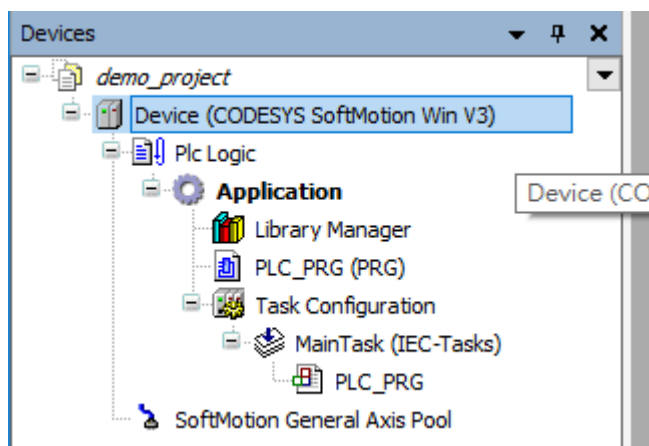 Devices
demo_project
Device (CODESYS SoftMotion Win V3)
Plc Logic
Application
Device (CO
Library Manager
PLC_PRG (PRG)
Task Configuration
MainTask (IEC-Tasks)
PLC_PRG
SoftMotion General Axis Pool